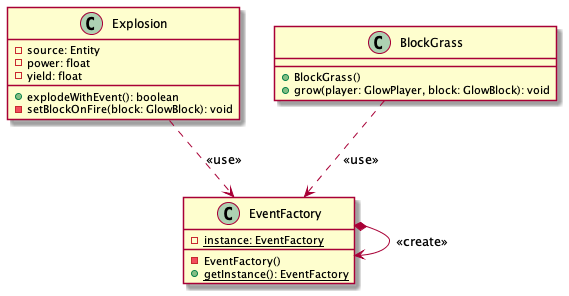 C Explosion
source: Entity
power: float
yield: float
explodeWithEvent(): boolean
setBlockOnFire(block: GlowBlock): void
C BlockGrass
BlockGrass()
grow(player: GlowPlayer, block: GlowBlock): void
«use»
«use»
C EventFactory
instance: EventFactory
EventFactory()
getInstance(): EventFactory
«create»